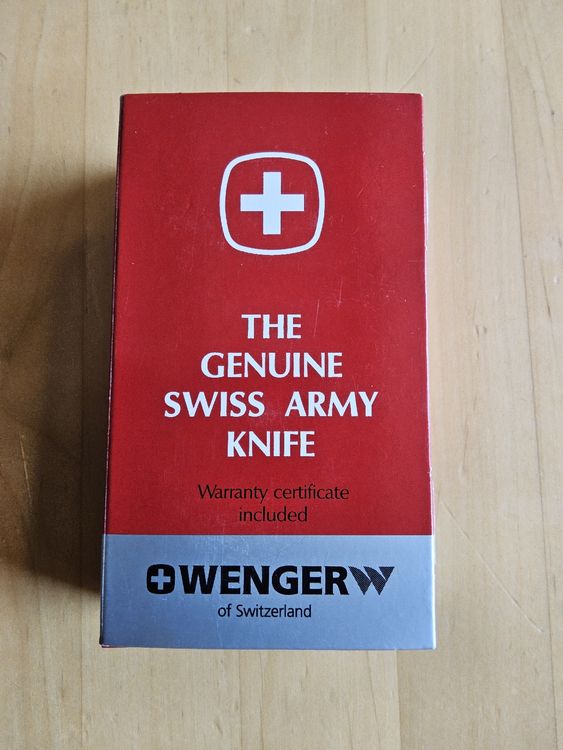 THE
GENUINE
SWISS ARMY
KNIFE
Warranty certificate
included
WENGER
of Switzerland